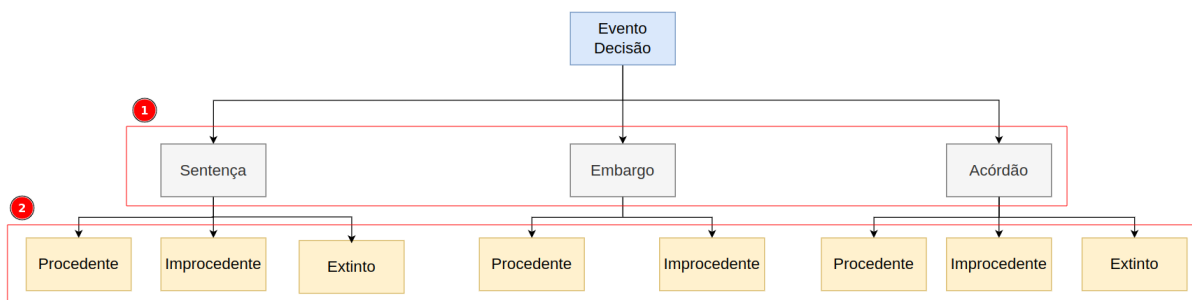 Evento
Decisão
1
Sentença
Embargo
Acórdão
2
Procedente
Improcedente
Extinto
Procedente
Improcedente
Procedente
Improcedente
Extinto